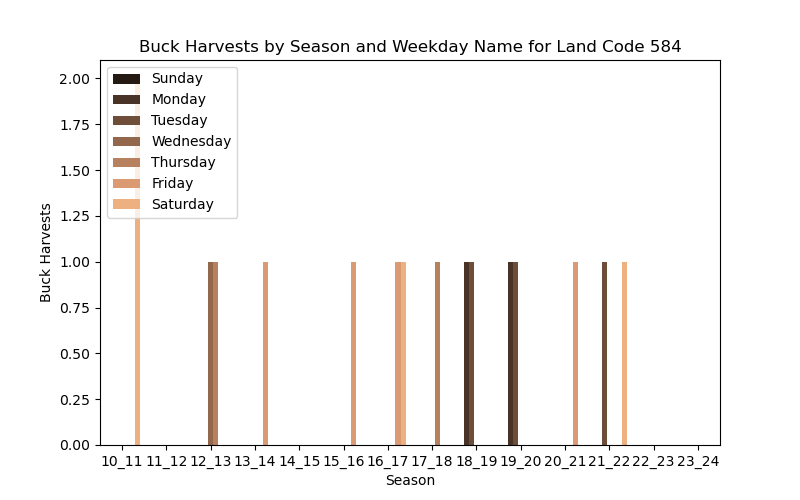 Buck Harvests by Season and Weekday Name for Land Code 584
2.00
1.75
1.50
1.25
1.00
0.75
0.50
0.25
0.00
Buck Harvests
Sunday
Monday
Tuesday
Wednesday
Thursday
Friday
Saturday
10_11 11_12 12_13 13_14 14_15 15_16 16_17 17_18 18_19 19_20 20_21 21_22 22_23 23_24
Season